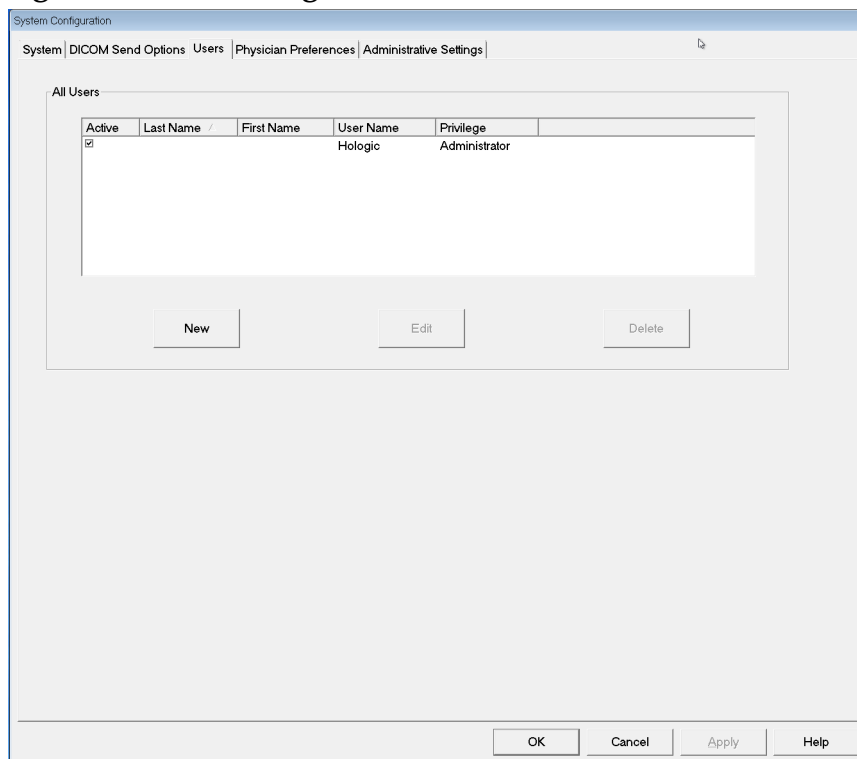 System Configuration
System DICOM Send Options Users Physician Preferences Administrative Settings
All Users
Active Last Name First Name User Name Privilege
Hologic Administrator
New Edit Delete
OK Cancel Apply Help